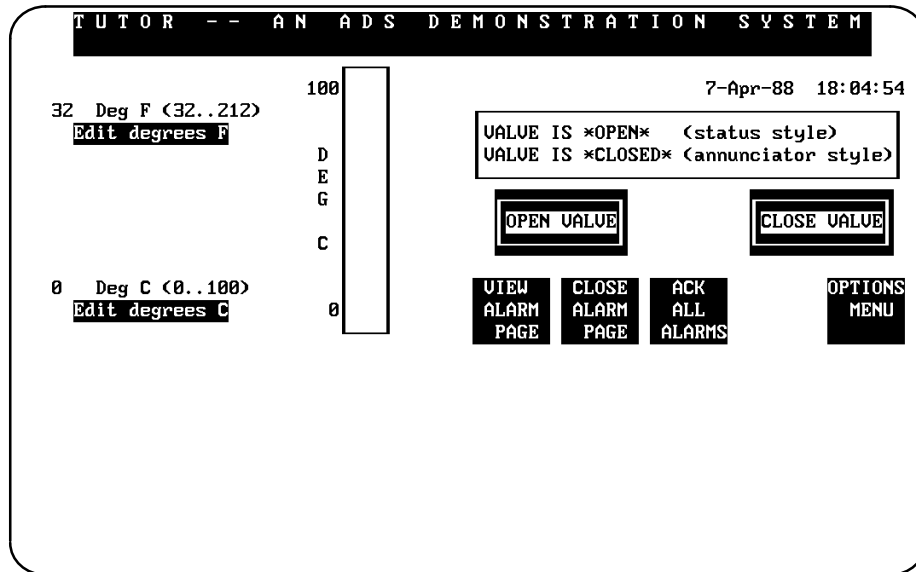 TUTOR -- AN ADS DEMONSTRATION SYSTEM
7-Apr-88 18:04:54
32 Deg F (32..212)
Edit degrees F
100
DEG C
0
VALVE IS *OPEN* (status style)
VALVE IS *CLOSED* (annunciator style)
OPEN VALVE
CLOSE VALVE
0 Deg C (0..100)
Edit degrees C
VIEW ALARM PAGE
CLOSE ALARM PAGE
ACK ALL ALARMS
OPTIONS MENU